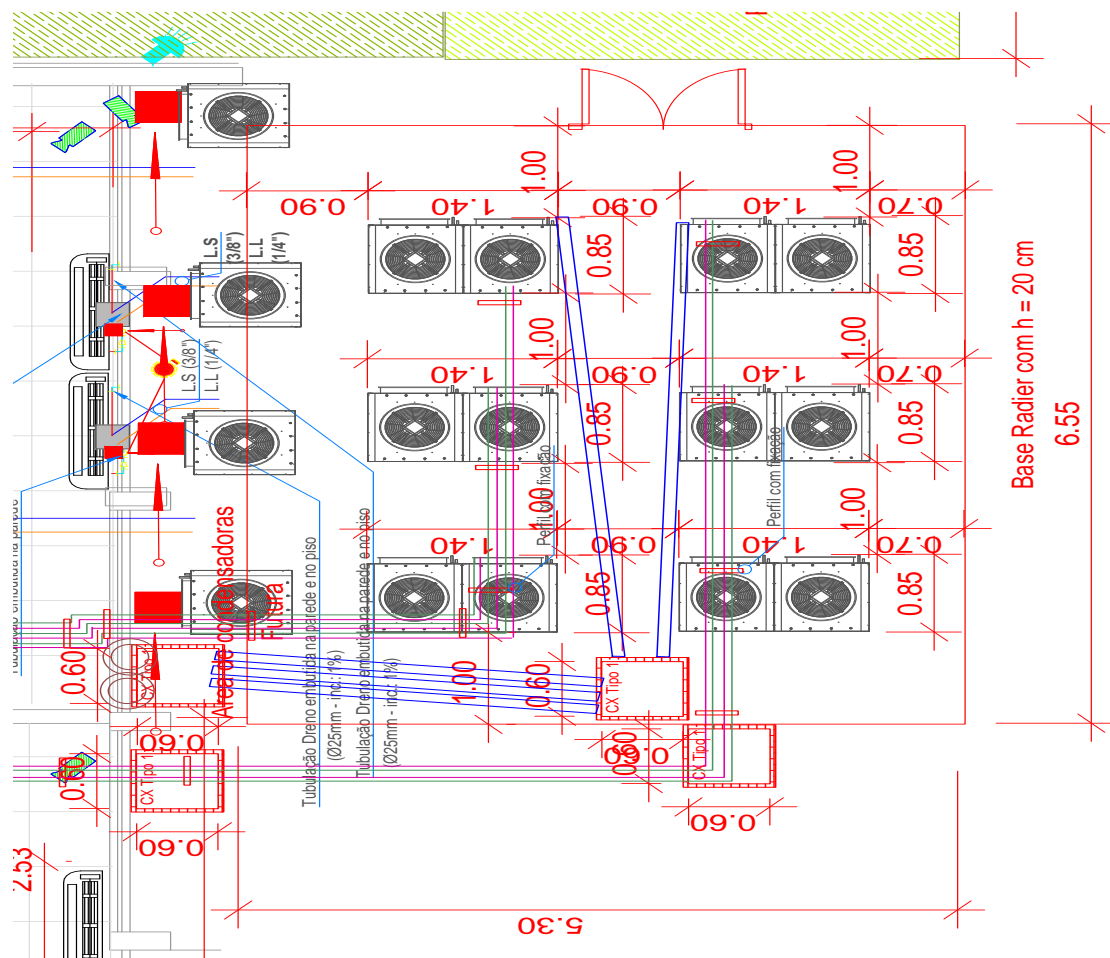 1.00
1.00
0.90
1.40
0.90
1.40
0.70
L.S
(3/8")
L.L
(1/4")
0.85
0.85
1.00
1.00
L.S (3/8")
L.L (1/4")
1.40
0.90
1.40
0.70
0.85
0.85
Base Radier com h = 20 cm
6.55
Perfil com fixacão
Perfil com fixecão
1.00
1.00
1.40
0.90
1.40
0.70
0.85
0.85
Tubulacao embutida na parede
Área de condensadoras
Futura
Tubulação Dreno embutida na parede e no piso
(Ø25mm - incl.: 1%)
Tubulação Dreno embutida na parede e no piso
(Ø25mm - incl.: 1%)
0.60
CX Tipo 1
1.00
0.60
CX Tipo 1
0.60
0.60
CX Tipo 1
0.60
0.60
CX Tipo 1
0.60
0.60
2.53
5.30